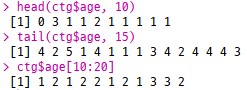 > head(ctg$age, 10)
[1] 0 3 1 1 2 1 1 1 1 1
> tail(ctg$age, 15)
[1] 4 2 5 1 4 1 1 1 3 4 2 4 4 4 3
> ctg$age[10:20]
[1] 1 2 1 2 2 1 2 1 3 3 2